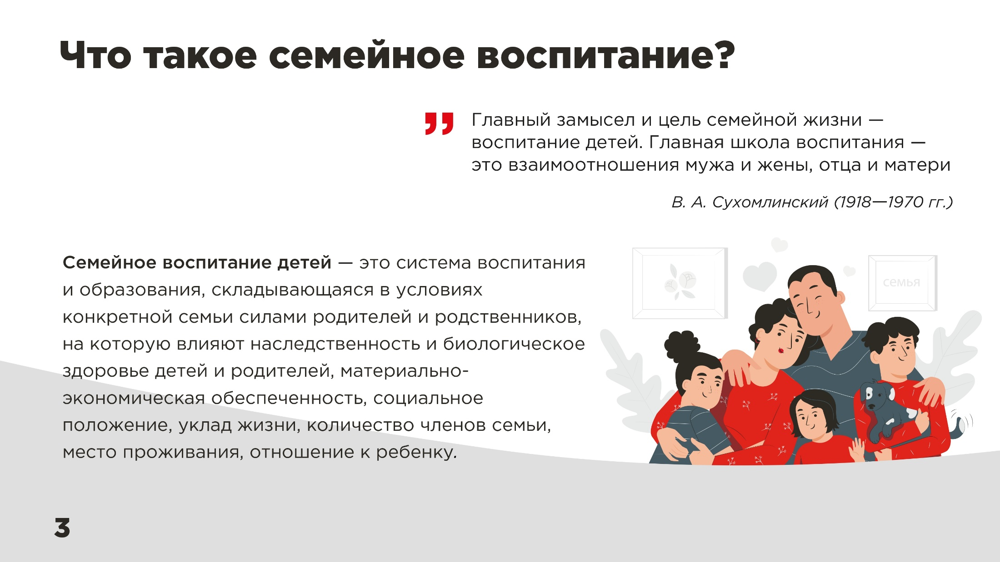 Что такое семейное воспитание?
” Главный замысел и цель семейной жизни —
воспитание детей. Главная школа воспитания —
это взаимоотношения мужа и жены, отца и матери
В. А. Сухомлинский (1918—1970 гг.)
Семейное воспитание детей — это система воспитания
и образования, складывающаяся в условиях
конкретной семьи силами родителей и родственников,
на которую влияют наследственность и биологическое
здоровье детей и родителей, материально-
экономическая обеспеченность, социальное
положение, уклад жизни, количество членов семьи,
место проживания, отношение к ребенку.
семья
3